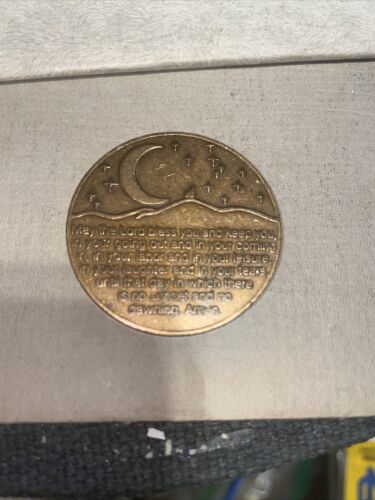 May the Lord bless you and keep you
in your going out and in your coming
in, in your labor and in your leisure
in your laughter and in your tears
until that day in which there
is no sunset and no
dawning. Amen.